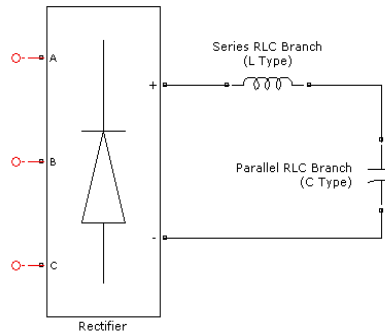 Series RLC Branch
(L Type)
A
+
B
Parallel RLC Branch
(C Type)
-
C
Rectifier